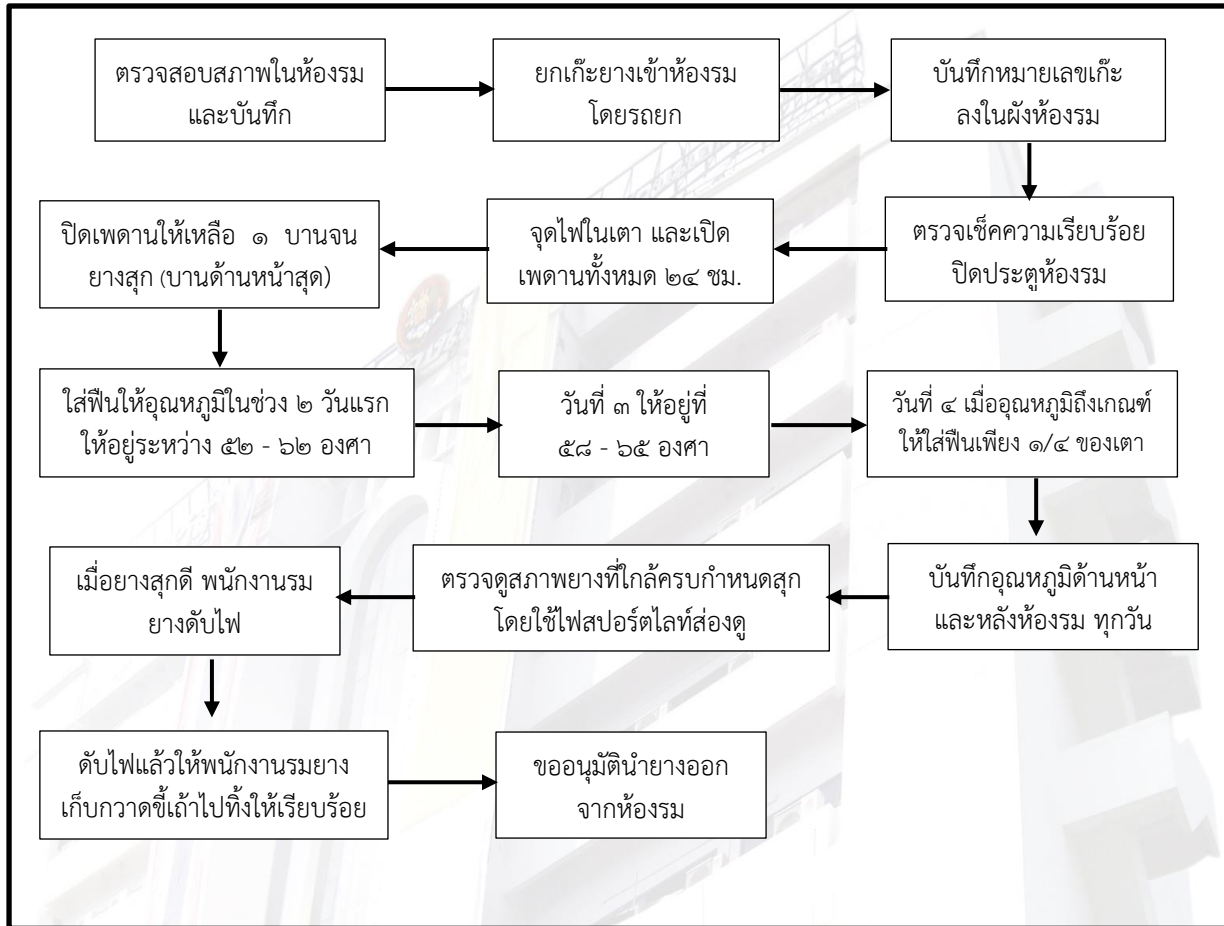 ตรวจสอบสภาพในห้องรม
และบันทึก
ยกเก๊ะยางเข้าห้องรม
โดยรถยก
บันทึกหมายเลขเก๊ะ
ลงในผังห้องรม
ตรวจเช็คความเรียบร้อย
ปิดประตูห้องรม
จุดไฟในเตา และเปิด
เพดานทั้งหมด ๒๔ ชม.
ปิดเพดานให้เหลือ ๑ บานจน
ยางสุก (บานด้านหน้าสุด)
ใส่ฟืนให้อุณหภูมิในช่วง ๒ วันแรก
ให้อยู่ระหว่าง ๕๒ - ๖๒ องศา
วันที่ ๓ ให้อยู่ที่
๕๘ - ๖๕ องศา
วันที่ ๔ เมื่ออุณหภูมิถึงเกณฑ์
ให้ใส่ฟืนเพียง ๑/๔ ของเตา
บันทึกอุณหภูมิด้านหน้า
และหลังห้องรม ทุกวัน
ตรวจดูสภาพยางที่ใกล้ครบกำหนดสุก
โดยใช้ไฟสปอร์ตไลท์ส่องดู
เมื่อยางสุกดี พนักงานรม
ยางดับไฟ
ดับไฟแล้วให้พนักงานรมยาง
เก็บกวาดขี้เถ้าไปทิ้งให้เรียบร้อย
ขออนุมัตินำยางออก
จากห้องรม